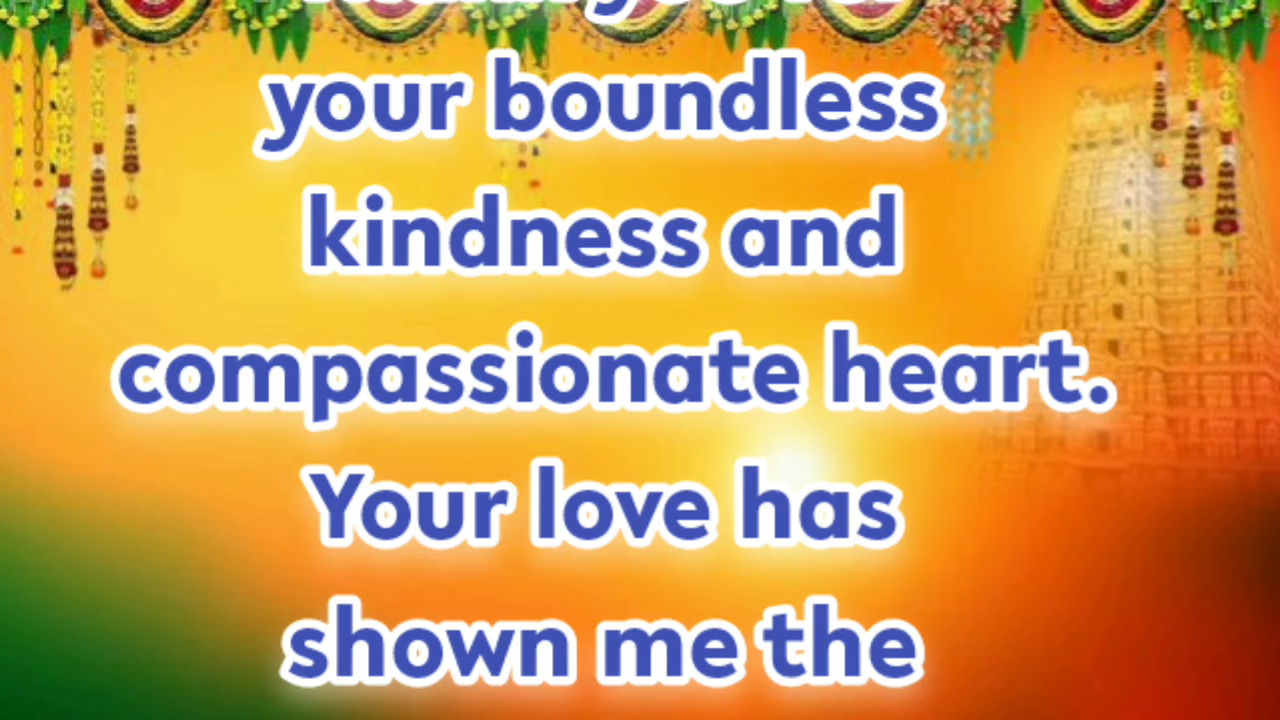 your boundless
kindness and
compassionate heart.
Your love has
shown me the